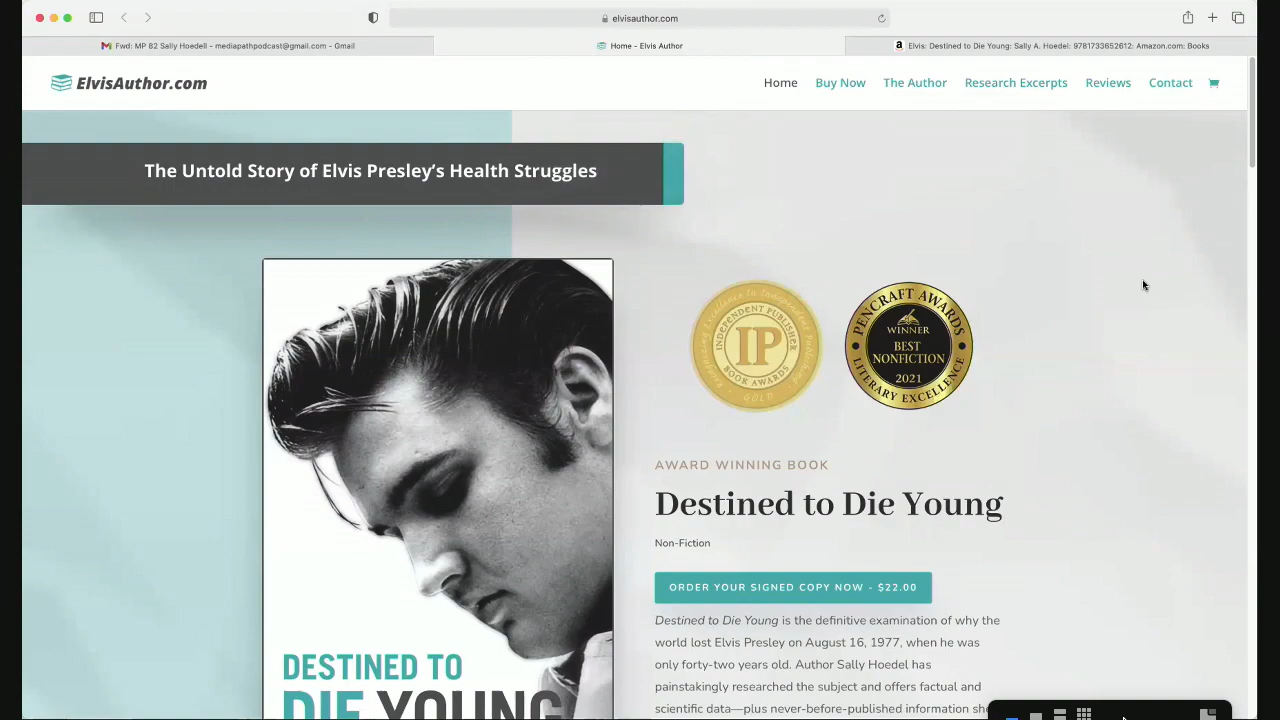 elvisauthor.com
Fwd: MP 82 Sally Hoedell - mediapathpodcast@gmail.com - Gmail
Home - Elvis Author
Elvis: Destined to Die Young: Sally A. Hoedel: 9781733652612: Amazon.com: Books
ElvisAuthor.com
Home
Buy Now
The Author
Research Excerpts
Reviews
Contact
The Untold Story of Elvis Presley’s Health Struggles
INDEPENDENT PUBLISHER
IP
BOOK AWARDS
GOLD
PENCRAFT AWARDS
WINNER
BEST
NONFICTION
2021
LITERARY EXCELLENCE
AWARD WINNING BOOK
Destined to Die Young
Non-Fiction
ORDER YOUR SIGNED COPY NOW - $22.00
Destined to Die Young is the definitive examination of why the
world lost Elvis Presley on August 16, 1977, when he was
only forty-two years old. Author Sally Hoedel has
painstakingly researched the subject and offers factual and
scientific data—plus never-before-published information
DESTINED TO
DIE YOUNG